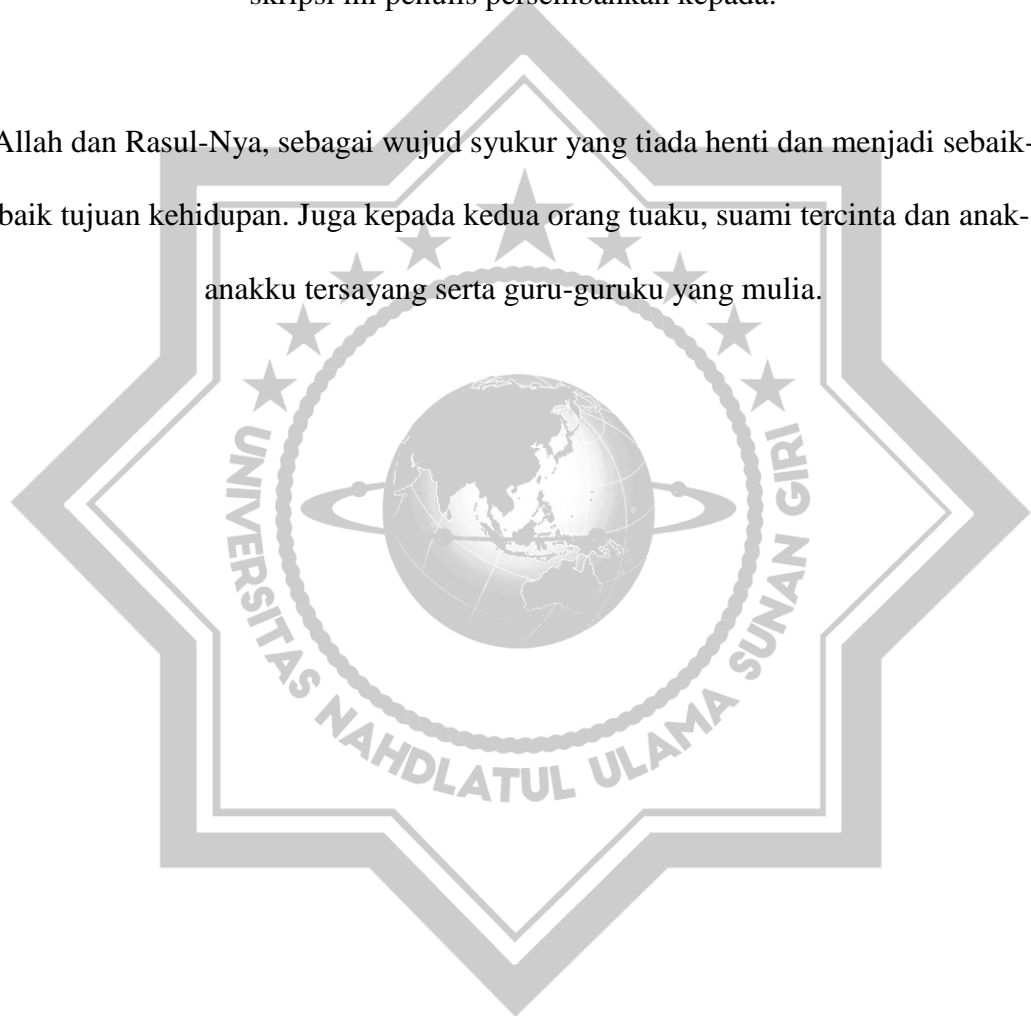 skripsi ini penulis persembahkan kepada:
Allah dan Rasul-Nya, sebagai wujud syukur yang tiada henti dan menjadi sebaik-
baik tujuan kehidupan. Juga kepada kedua orang tuaku, suami tercinta dan anak-
anakku tersayang serta guru-guruku yang mulia.
UNIVERSITAS NAHDLATUL ULAMA SUNAN GIRI